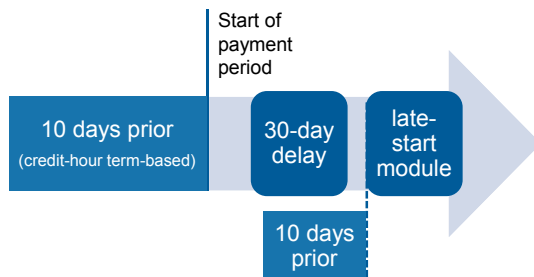 Start of
payment
period
10 days prior
(credit-hour term-based)
30-day
delay
late-
start
module
10 days
prior